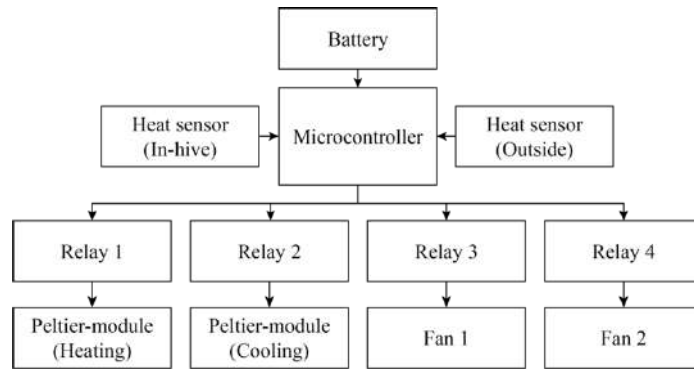 Battery
Heat sensor
(In-hive)
Microcontroller
Heat sensor
(Outside)
Relay 1
Relay 2
Relay 3
Relay 4
Peltier-module
(Heating)
Peltier-module
(Cooling)
Fan 1
Fan 2